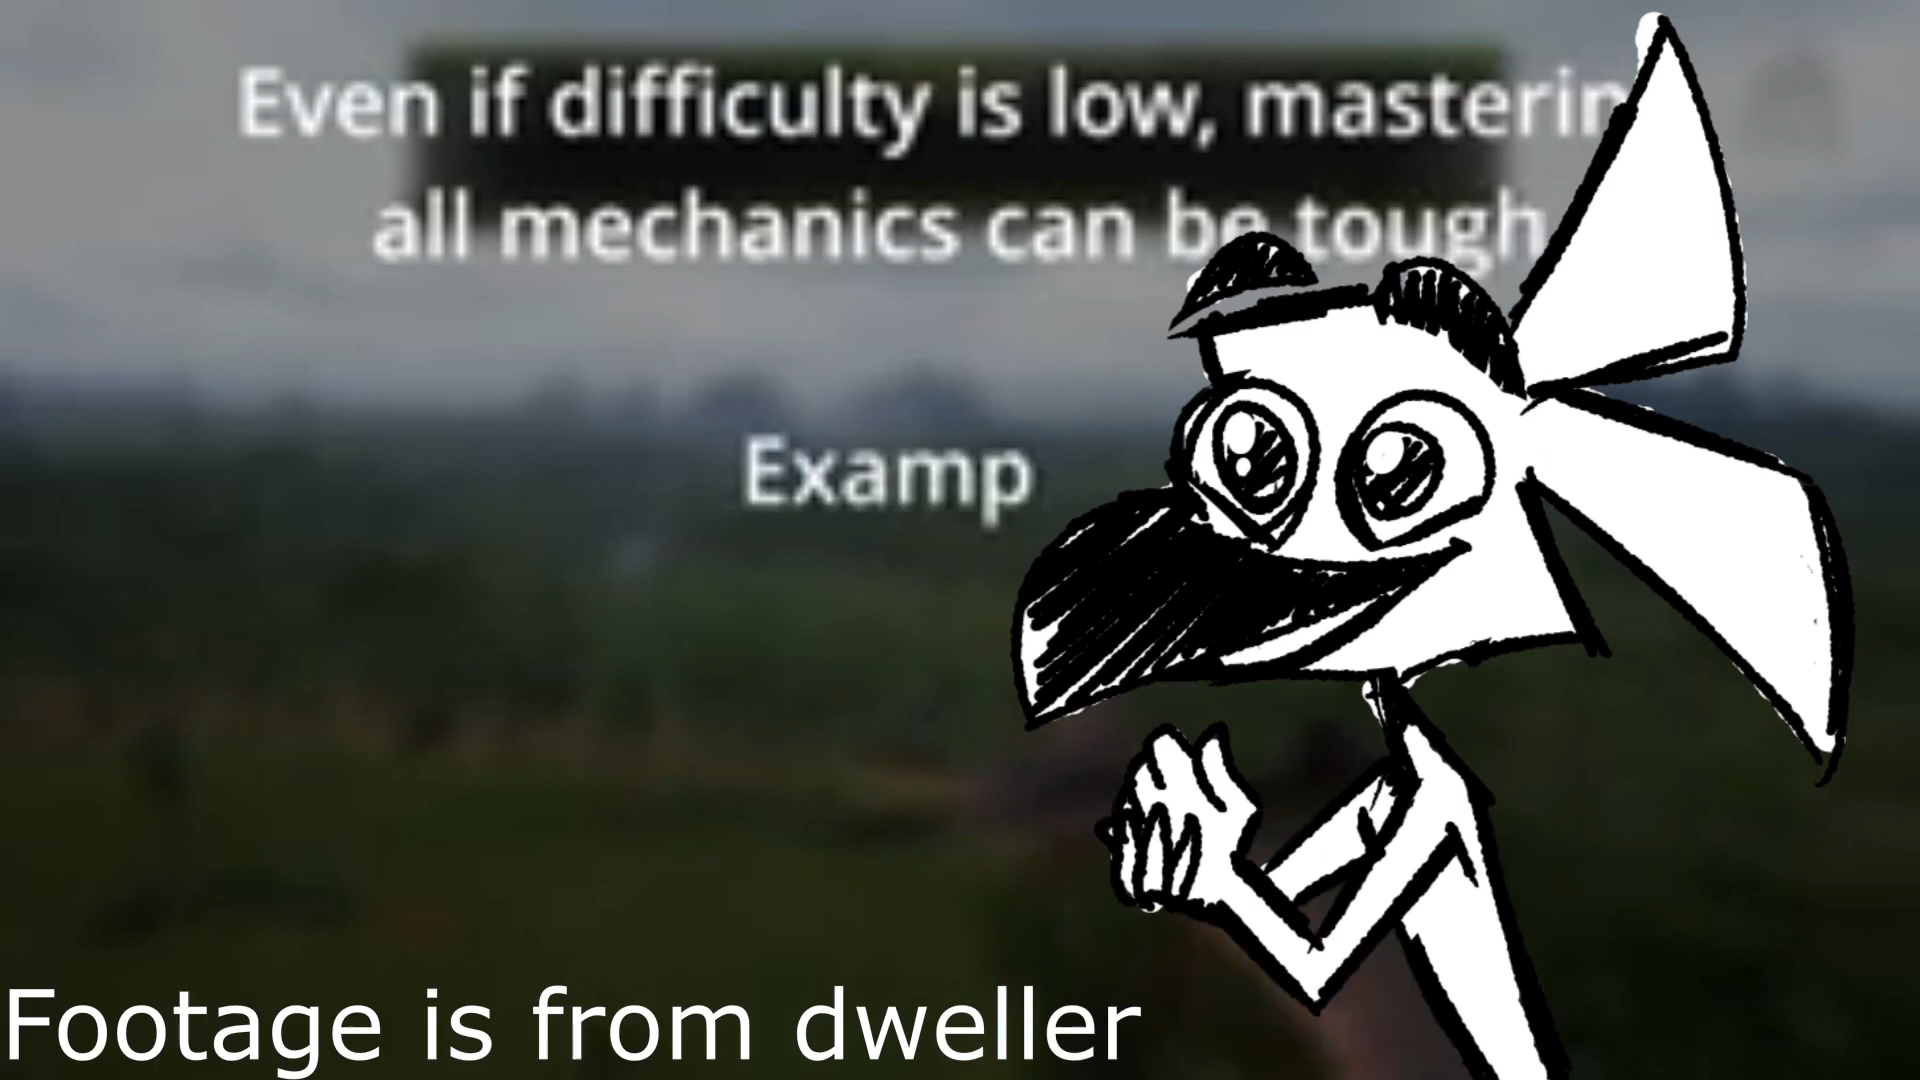 Even if difficulty is low, masterin
all mechanics can be tough
Examp
Footage is from dweller